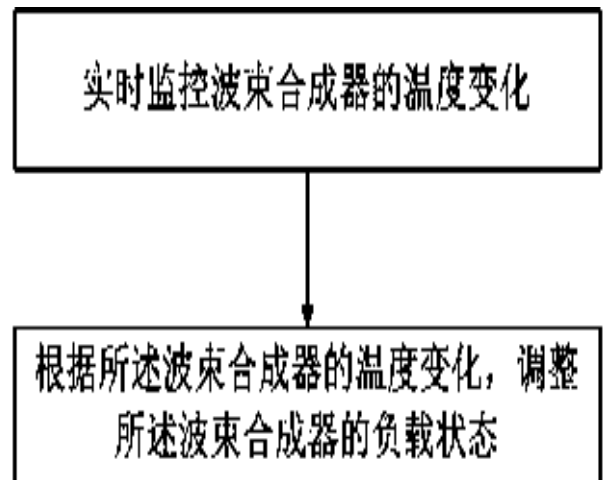 实时监控波束合成器的温度变化
根据所述波束合成器的温度变化，调整
所述波束合成器的负载状态